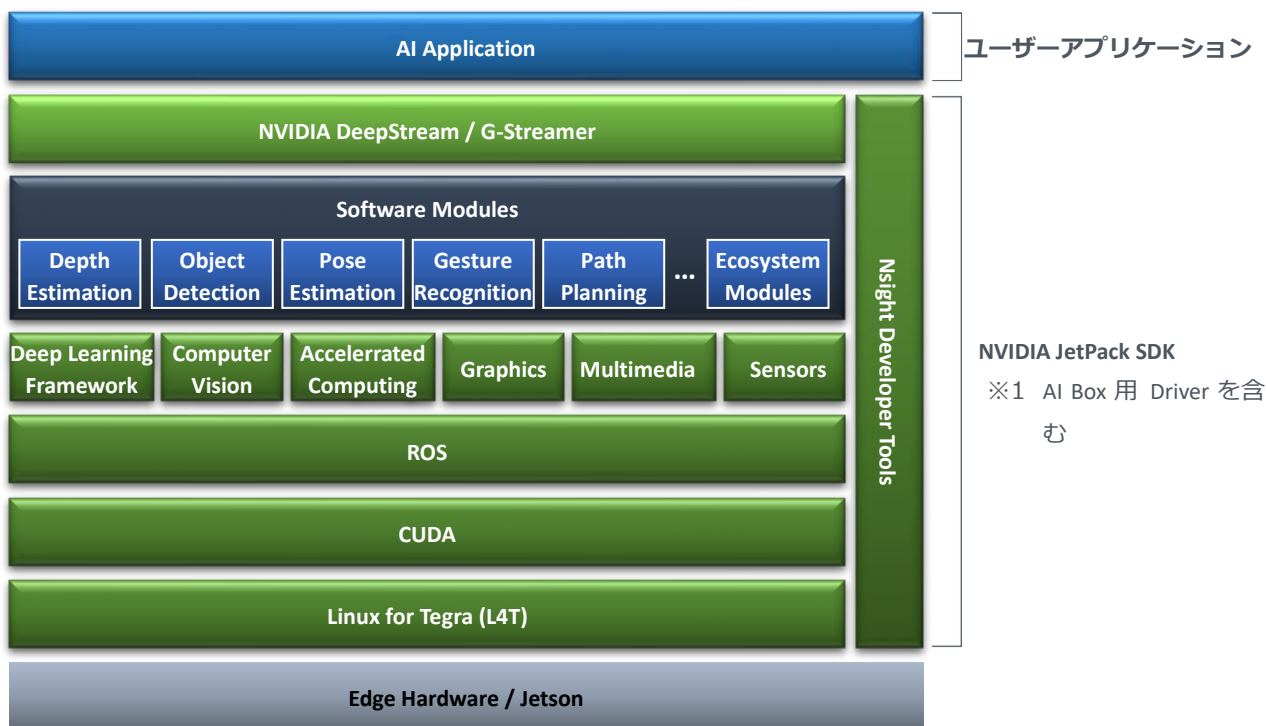 AI Application
ユーザーアプリケーション
NVIDIA DeepStream / G-Streamer
Software Modules
Depth
Estimation
Object
Detection
Pose
Estimation
Gesture
Recognition
Path
Planning
...
Ecosystem
Modules
Deep Learning
Framework
Computer
Vision
Accelerrated
Computing
Graphics
Multimedia
Sensors
ROS
CUDA
Linux for Tegra (L4T)
Nsight Developer Tools
NVIDIA JetPack SDK
※1 AI Box 用 Driver を含
む
Edge Hardware / Jetson